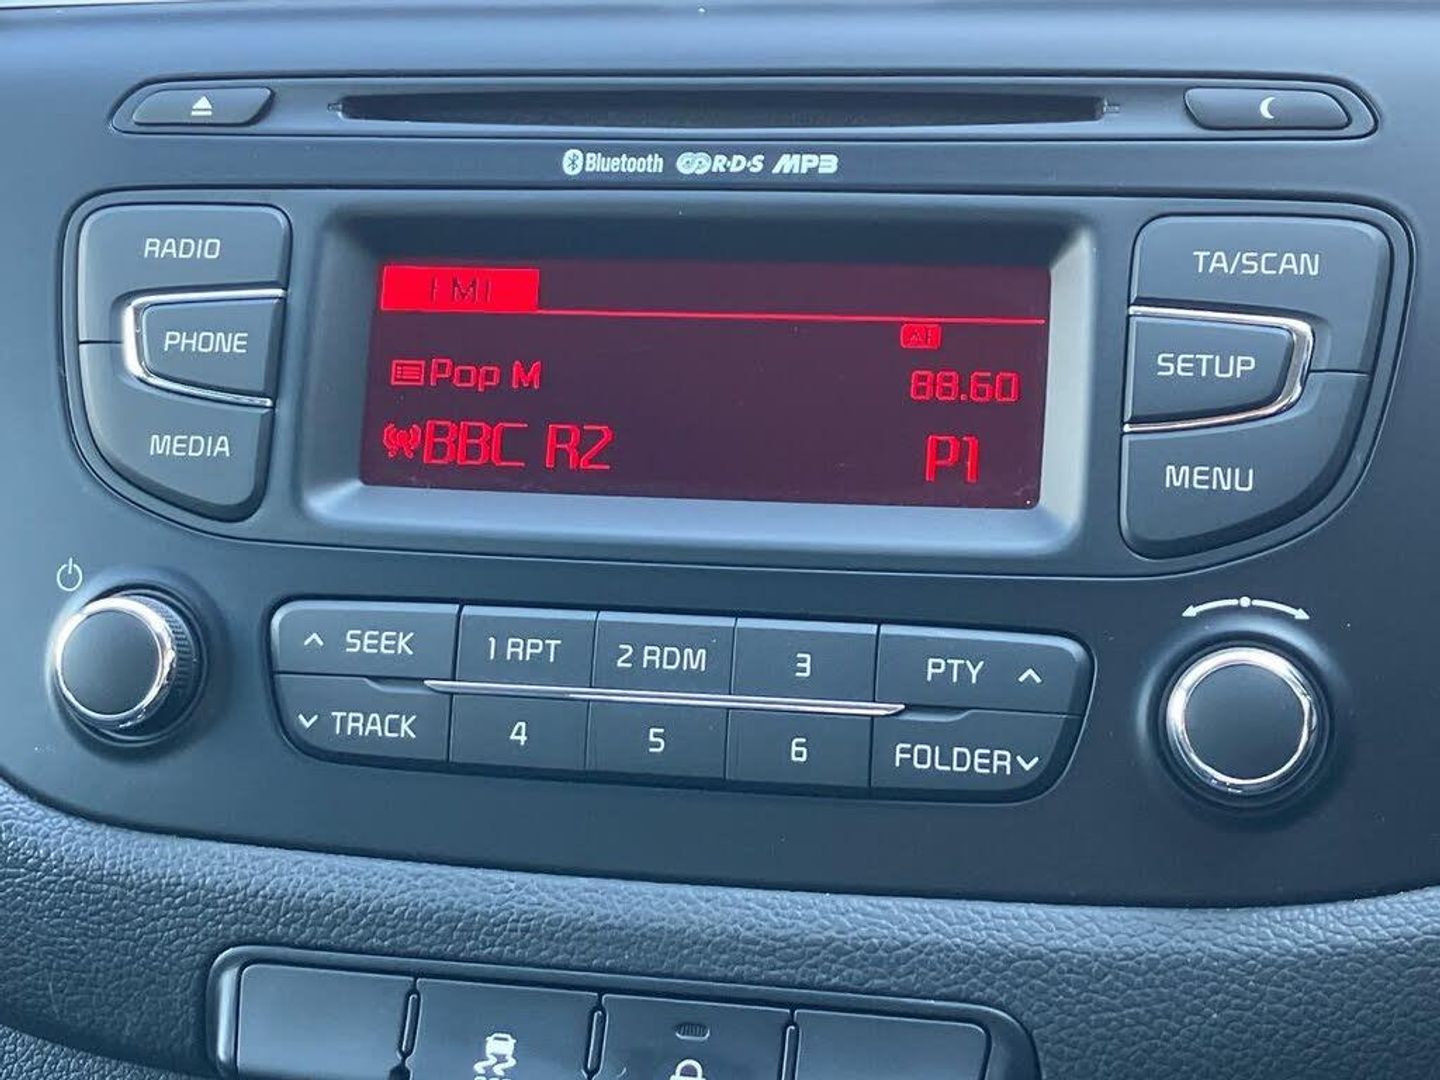 Bluetooth R·D·S MP3
RADIO
PHONE
MEDIA
FM1
AF
Pop M 88.60
BBC R2 P1
TA/SCAN
SETUP
MENU
SEEK 1 RPT 2 RDM 3 PTY
TRACK 4 5 6 FOLDER